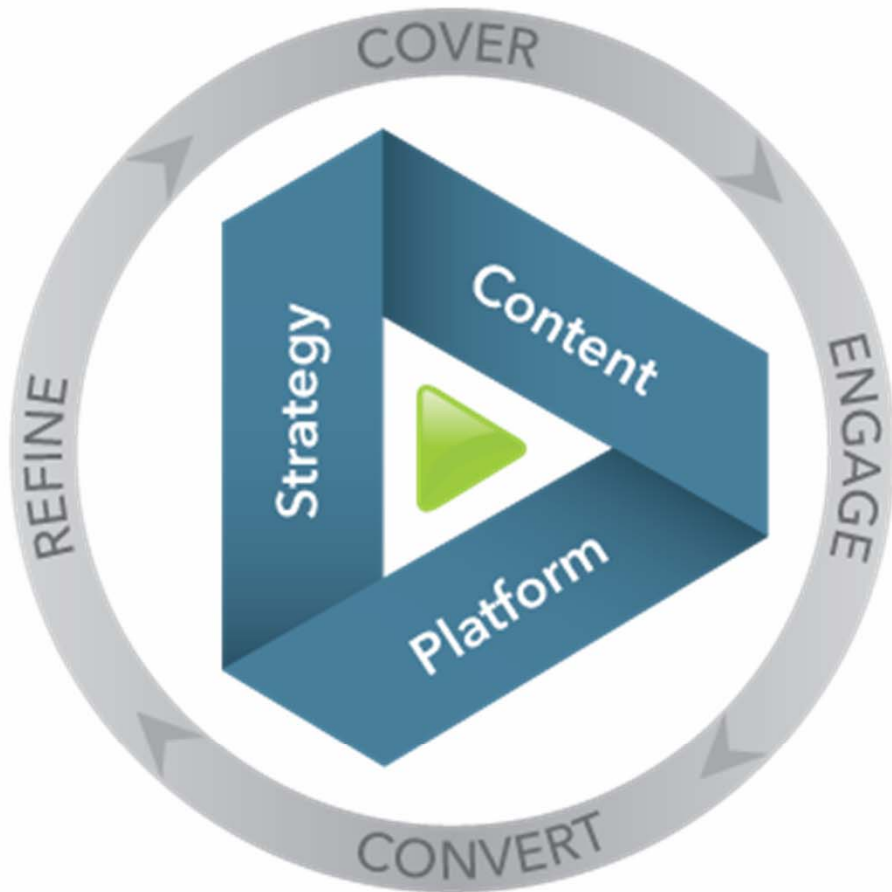 COVER
ENGAGE
CONVERT
REFINE
Strategy
Content
Platform